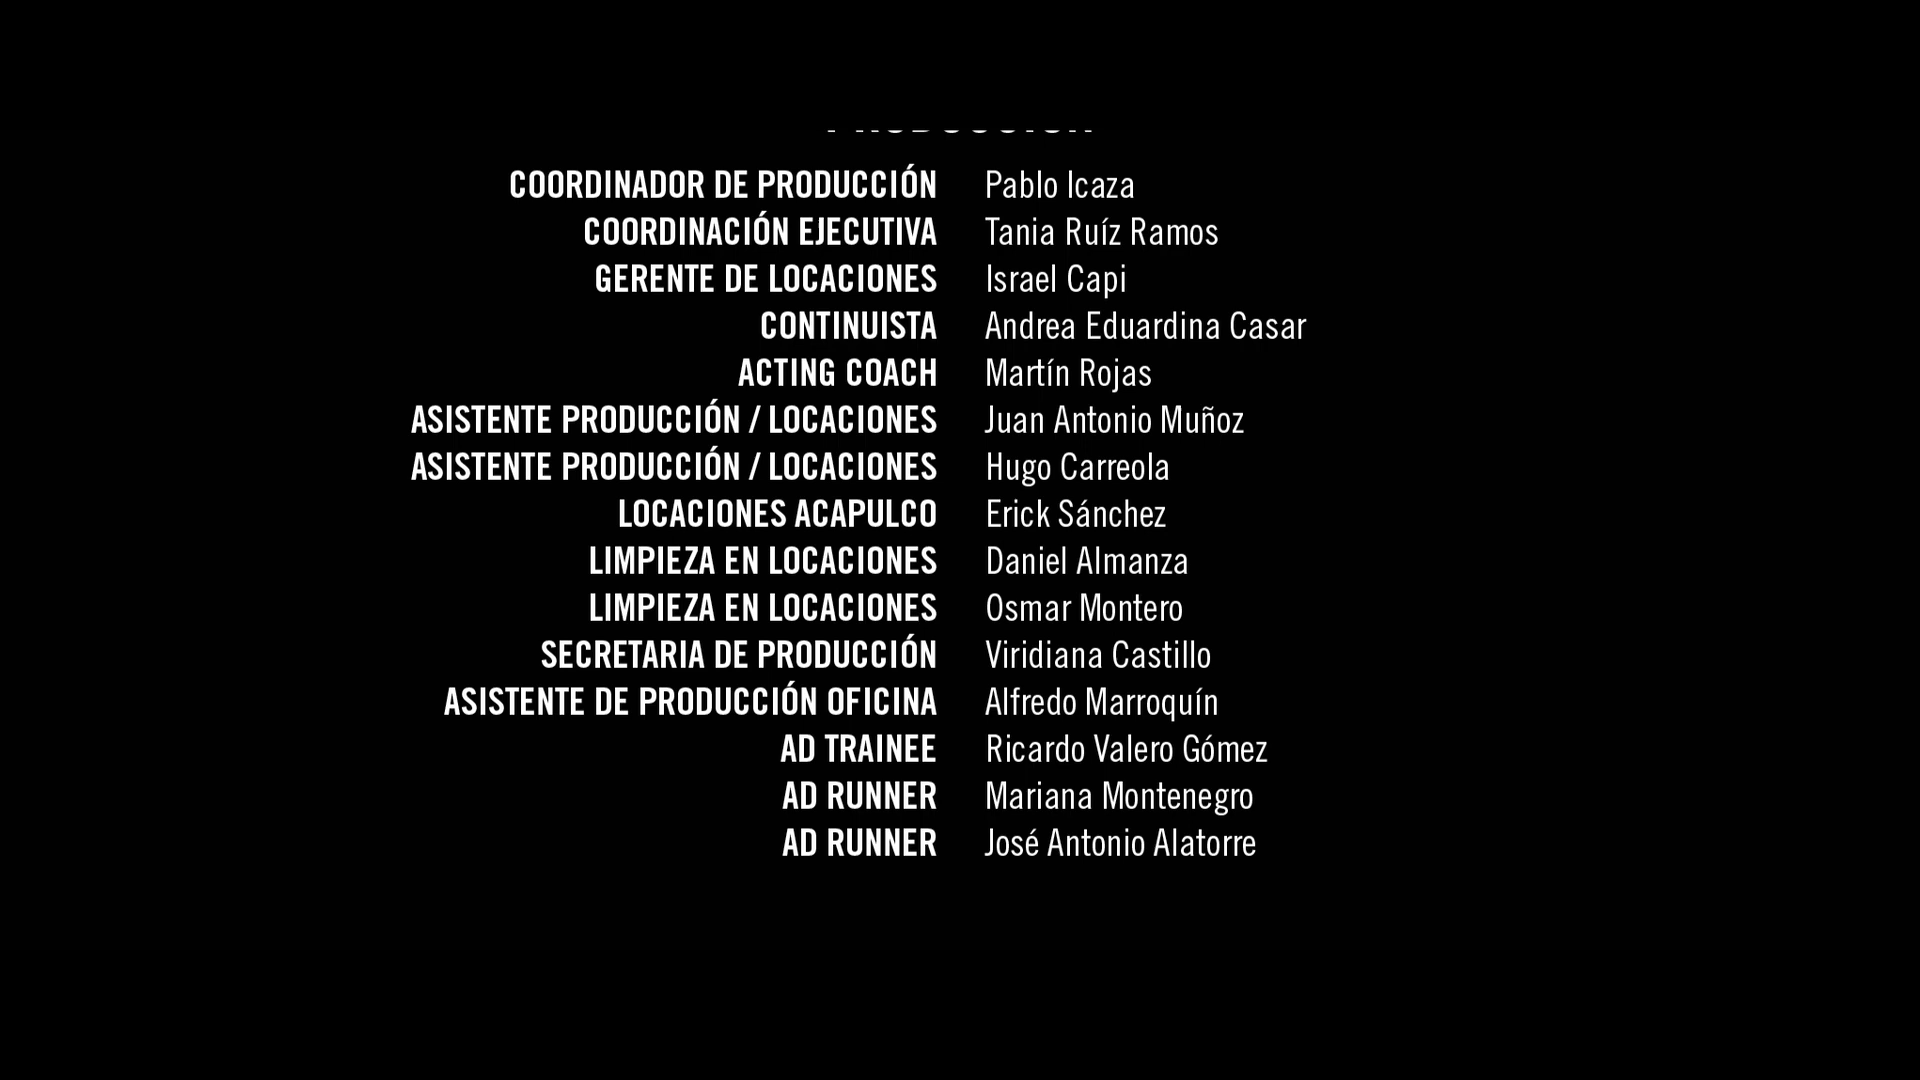 PRODUCCIÓN
COORDINADOR DE PRODUCCIÓN Pablo Icaza
COORDINACIÓN EJECUTIVA Tania Ruíz Ramos
GERENTE DE LOCACIONES Israel Capi
CONTINUISTA Andrea Eduardina Casar
ACTING COACH Martín Rojas
ASISTENTE PRODUCCIÓN / LOCACIONES Juan Antonio Muñoz
ASISTENTE PRODUCCIÓN / LOCACIONES Hugo Carreola
LOCACIONES ACAPULCO Erick Sánchez
LIMPIEZA EN LOCACIONES Daniel Almanza
LIMPIEZA EN LOCACIONES Osmar Montero
SECRETARIA DE PRODUCCIÓN Viridiana Castillo
ASISTENTE DE PRODUCCIÓN OFICINA Alfredo Marroquín
AD TRAINEE Ricardo Valero Gómez
AD RUNNER Mariana Montenegro
AD RUNNER José Antonio Alatorre